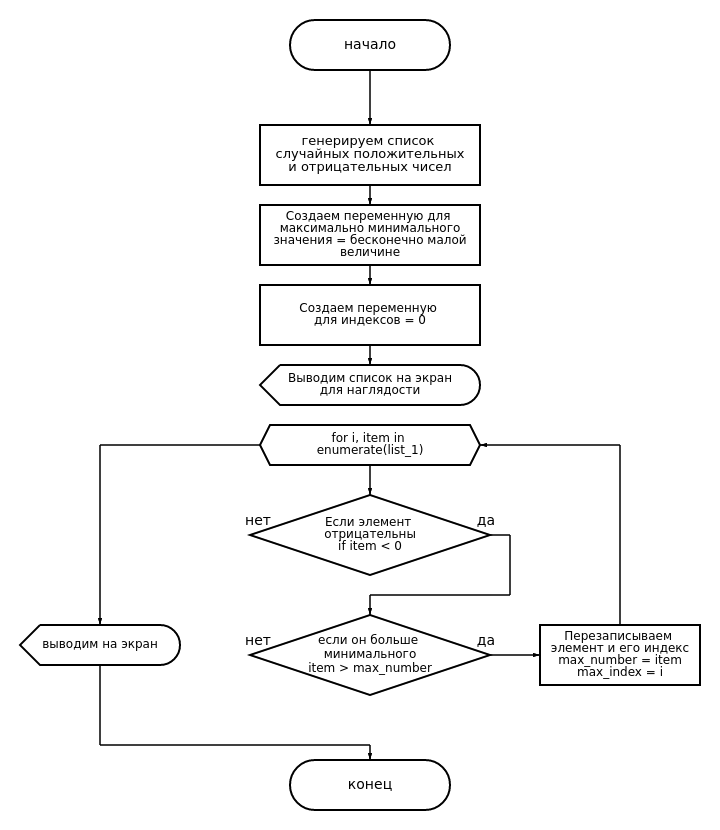 начало
генерируем список
случайных положительных
и отрицательных чисел
Создаем переменную для
максимально минимального
значения = бесконечно малой
величине
Создаем переменную
для индексов = 0
Выводим список на экран
для наглядости
for i, item in
enumerate(list_1)
нет
да
Если элемент
отрицательны
if item < 0
нет
да
если он больше
минимального
item > max_number
выводим на экран
Перезаписываем
элемент и его индекс
max_number = item
max_index = i
конец